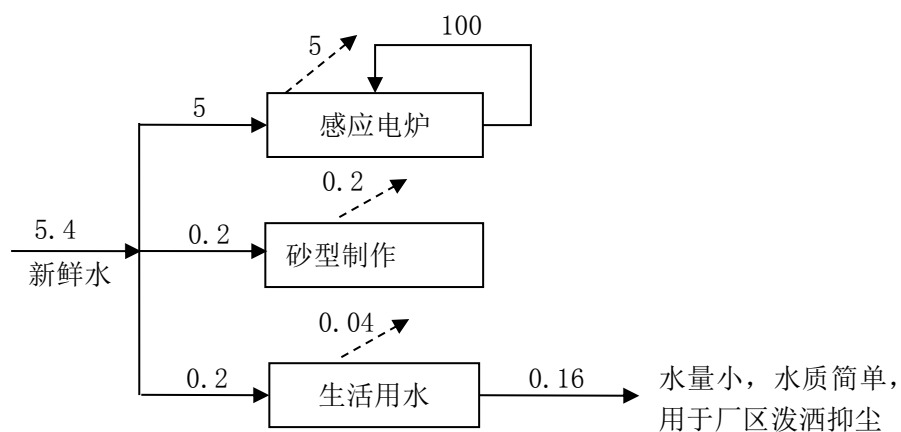 100
5
5
感应电炉
0.2
5.4
0.2
砂型制作
新鲜水
0.04
0.2
生活用水
0.16
水量小，水质简单，
用于厂区泼洒抑尘